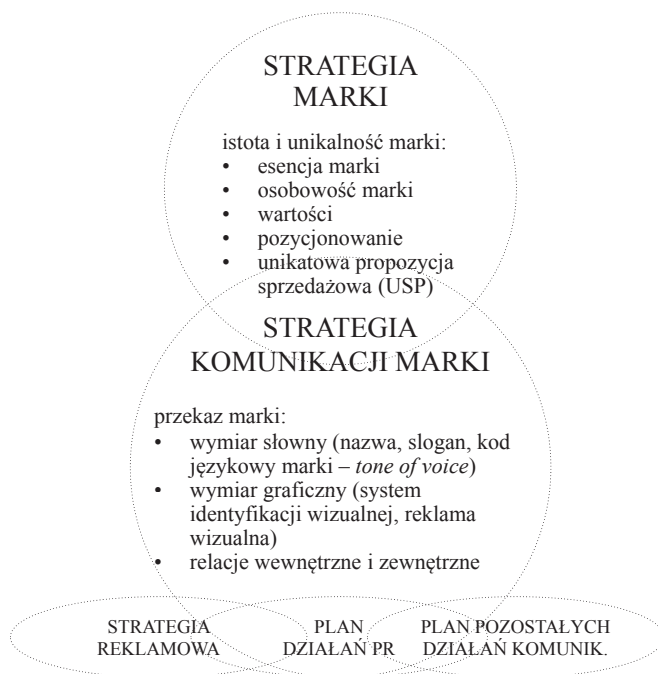 STRATEGIA
MARKI
istota i unikalność marki:
• esencja marki
• osobowość marki
• wartości
• pozycjonowanie
• unikatowa propozycja
sprzedażowa (USP)
STRATEGIA
KOMUNIKACJI MARKI
przekaz marki:
• wymiar słowny (nazwa, slogan, kod
językowy marki – tone of voice)
• wymiar graficzny (system
identyfikacji wizualnej, reklama
wizualna)
• relacje wewnętrzne i zewnętrzne
STRATEGIA
REKLAMOWA
PLAN
DZIAŁAŃ PR
PLAN POZOSTAŁYCH
DZIAŁAŃ KOMUNIK.